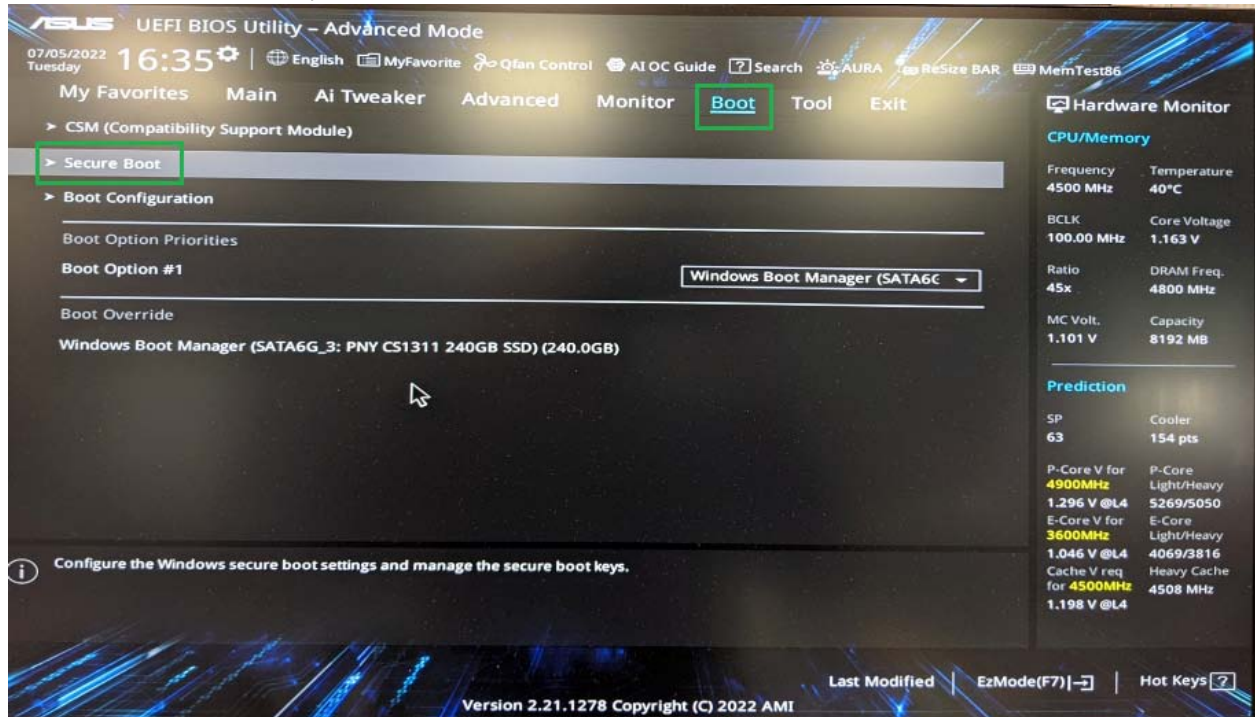 ASUS UEFI BIOS Utility – Advanced Mode
07/05/2022
Tuesday
16:35
English MyFavorite Qfan Control AI OC Guide ? Search AURA ReSize BAR MemTest86
My Favorites Main Ai Tweaker Advanced Monitor Boot Tool Exit
> CSM (Compatibility Support Module)
> Secure Boot
> Boot Configuration
Boot Option Priorities
Boot Option #1 Windows Boot Manager (SATA6G
Boot Override
Windows Boot Manager (SATA6G_3: PNY CS1311 240GB SSD) (240.0GB)
i Configure the Windows secure boot settings and manage the secure boot keys.
Hardware Monitor
CPU/Memory
Frequency Temperature
4500 MHz 40°C
BCLK Core Voltage
100.00 MHz 1.163 V
Ratio DRAM Freq.
45x 4800 MHz
MC Volt. Capacity
1.101 V 8192 MB
Prediction
SP Cooler
63 154 pts
P-Core V for P-Core
4900MHz Light/Heavy
1.296 V @L4 5269/5050
E-Core V for E-Core
3600MHz Light/Heavy
1.046 V @L4 4069/3816
Cache V req Heavy Cache
for 4500MHz 4508 MHz
1.198 V @L4
Last Modified | EzMode(F7)| | Hot Keys ?
Version 2.21.1278 Copyright (C) 2022 AMI